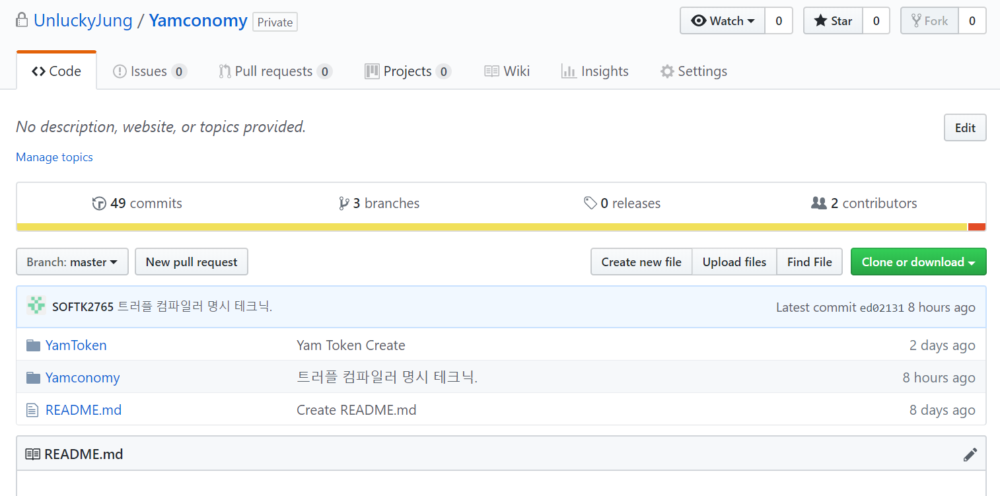 UnluckyJung / Yamconomy Private Watch 0 Star 0 Fork 0
Code Issues 0 Pull requests 0 Projects 0 Wiki Insights Settings
No description, website, or topics provided. Edit
Manage topics
49 commits 3 branches 0 releases 2 contributors
Branch: master New pull request Create new file Upload files Find File Clone or download
SOFTK2765 트러플 컴파일러 명시 테크닉. Latest commit ed02131 8 hours ago
YamToken Yam Token Create 2 days ago
Yamconomy 트러플 컴파일러 명시 테크닉. 8 hours ago
README.md Create README.md 8 days ago
README.md